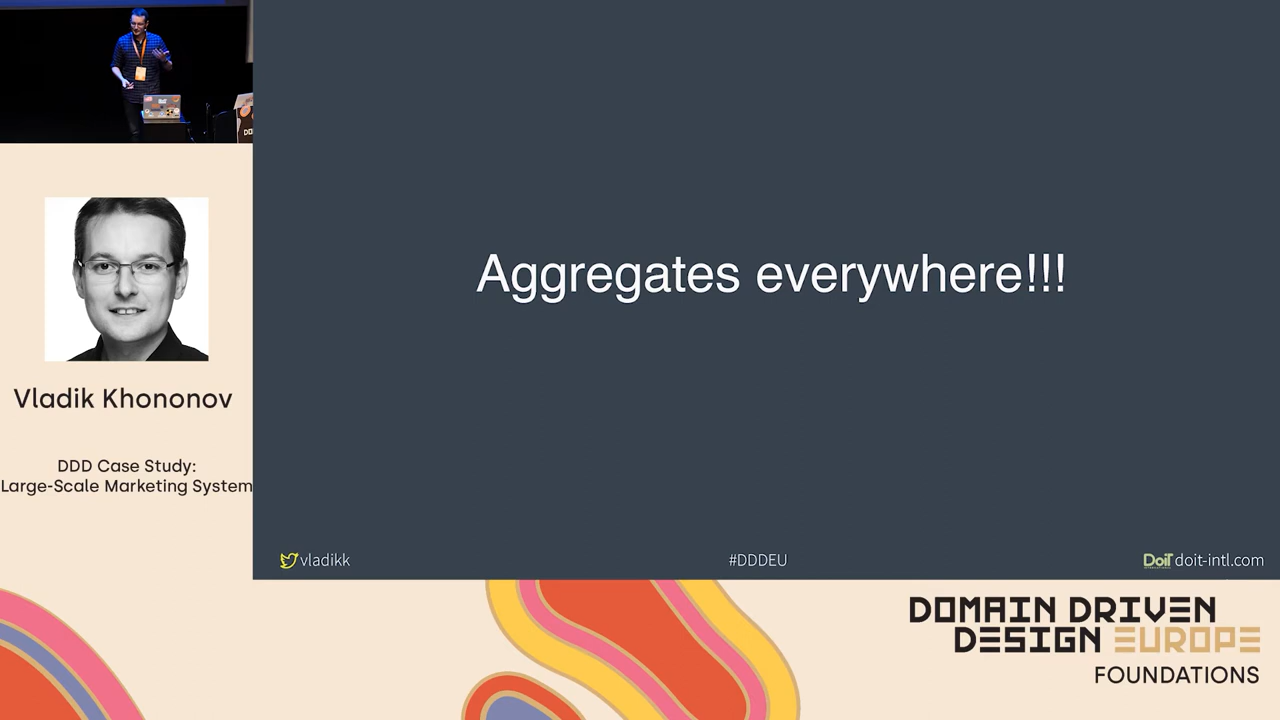 Aggregates everywhere!!!
Vladik Khononov
DDD Case Study:
Large-Scale Marketing System
vladikk
#DDDEU
DoiT doit-intl.com
DOMAIN DRIVEN
DESIGN EUROPE
FOUNDATIONS